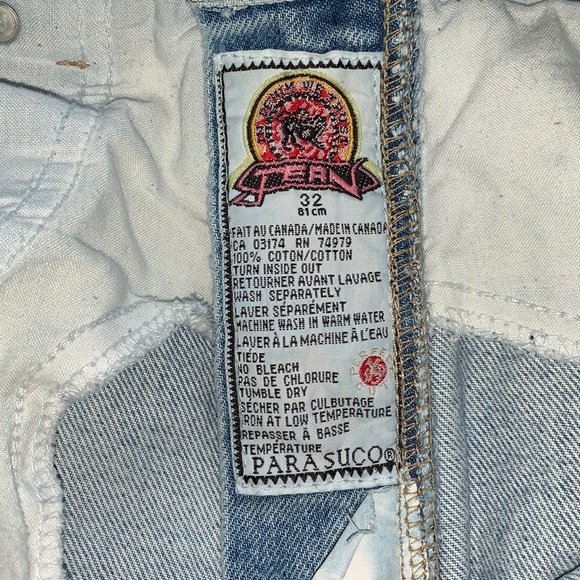 JEAN
32
81 cm
FAIT AU CANADA/MADE IN CANADA
CA 03174 RN 74979
100% COTON/COTTON
TURN INSIDE OUT
RETOURNER AVANT LAVAGE
WASH SEPARATELY
LAVER SÉPARÉMENT
MACHINE WASH IN WARM WATER
LAVER À LA MACHINE À L'EAU
TIÈDE
NO BLEACH
PAS DE CHLORURE
TUMBLE DRY
SÉCHER PAR CULBUTAGE
IRON AT LOW TEMPERATURE
REPASSER À BASSE
TEMPÉRATURE
PARASUCO®